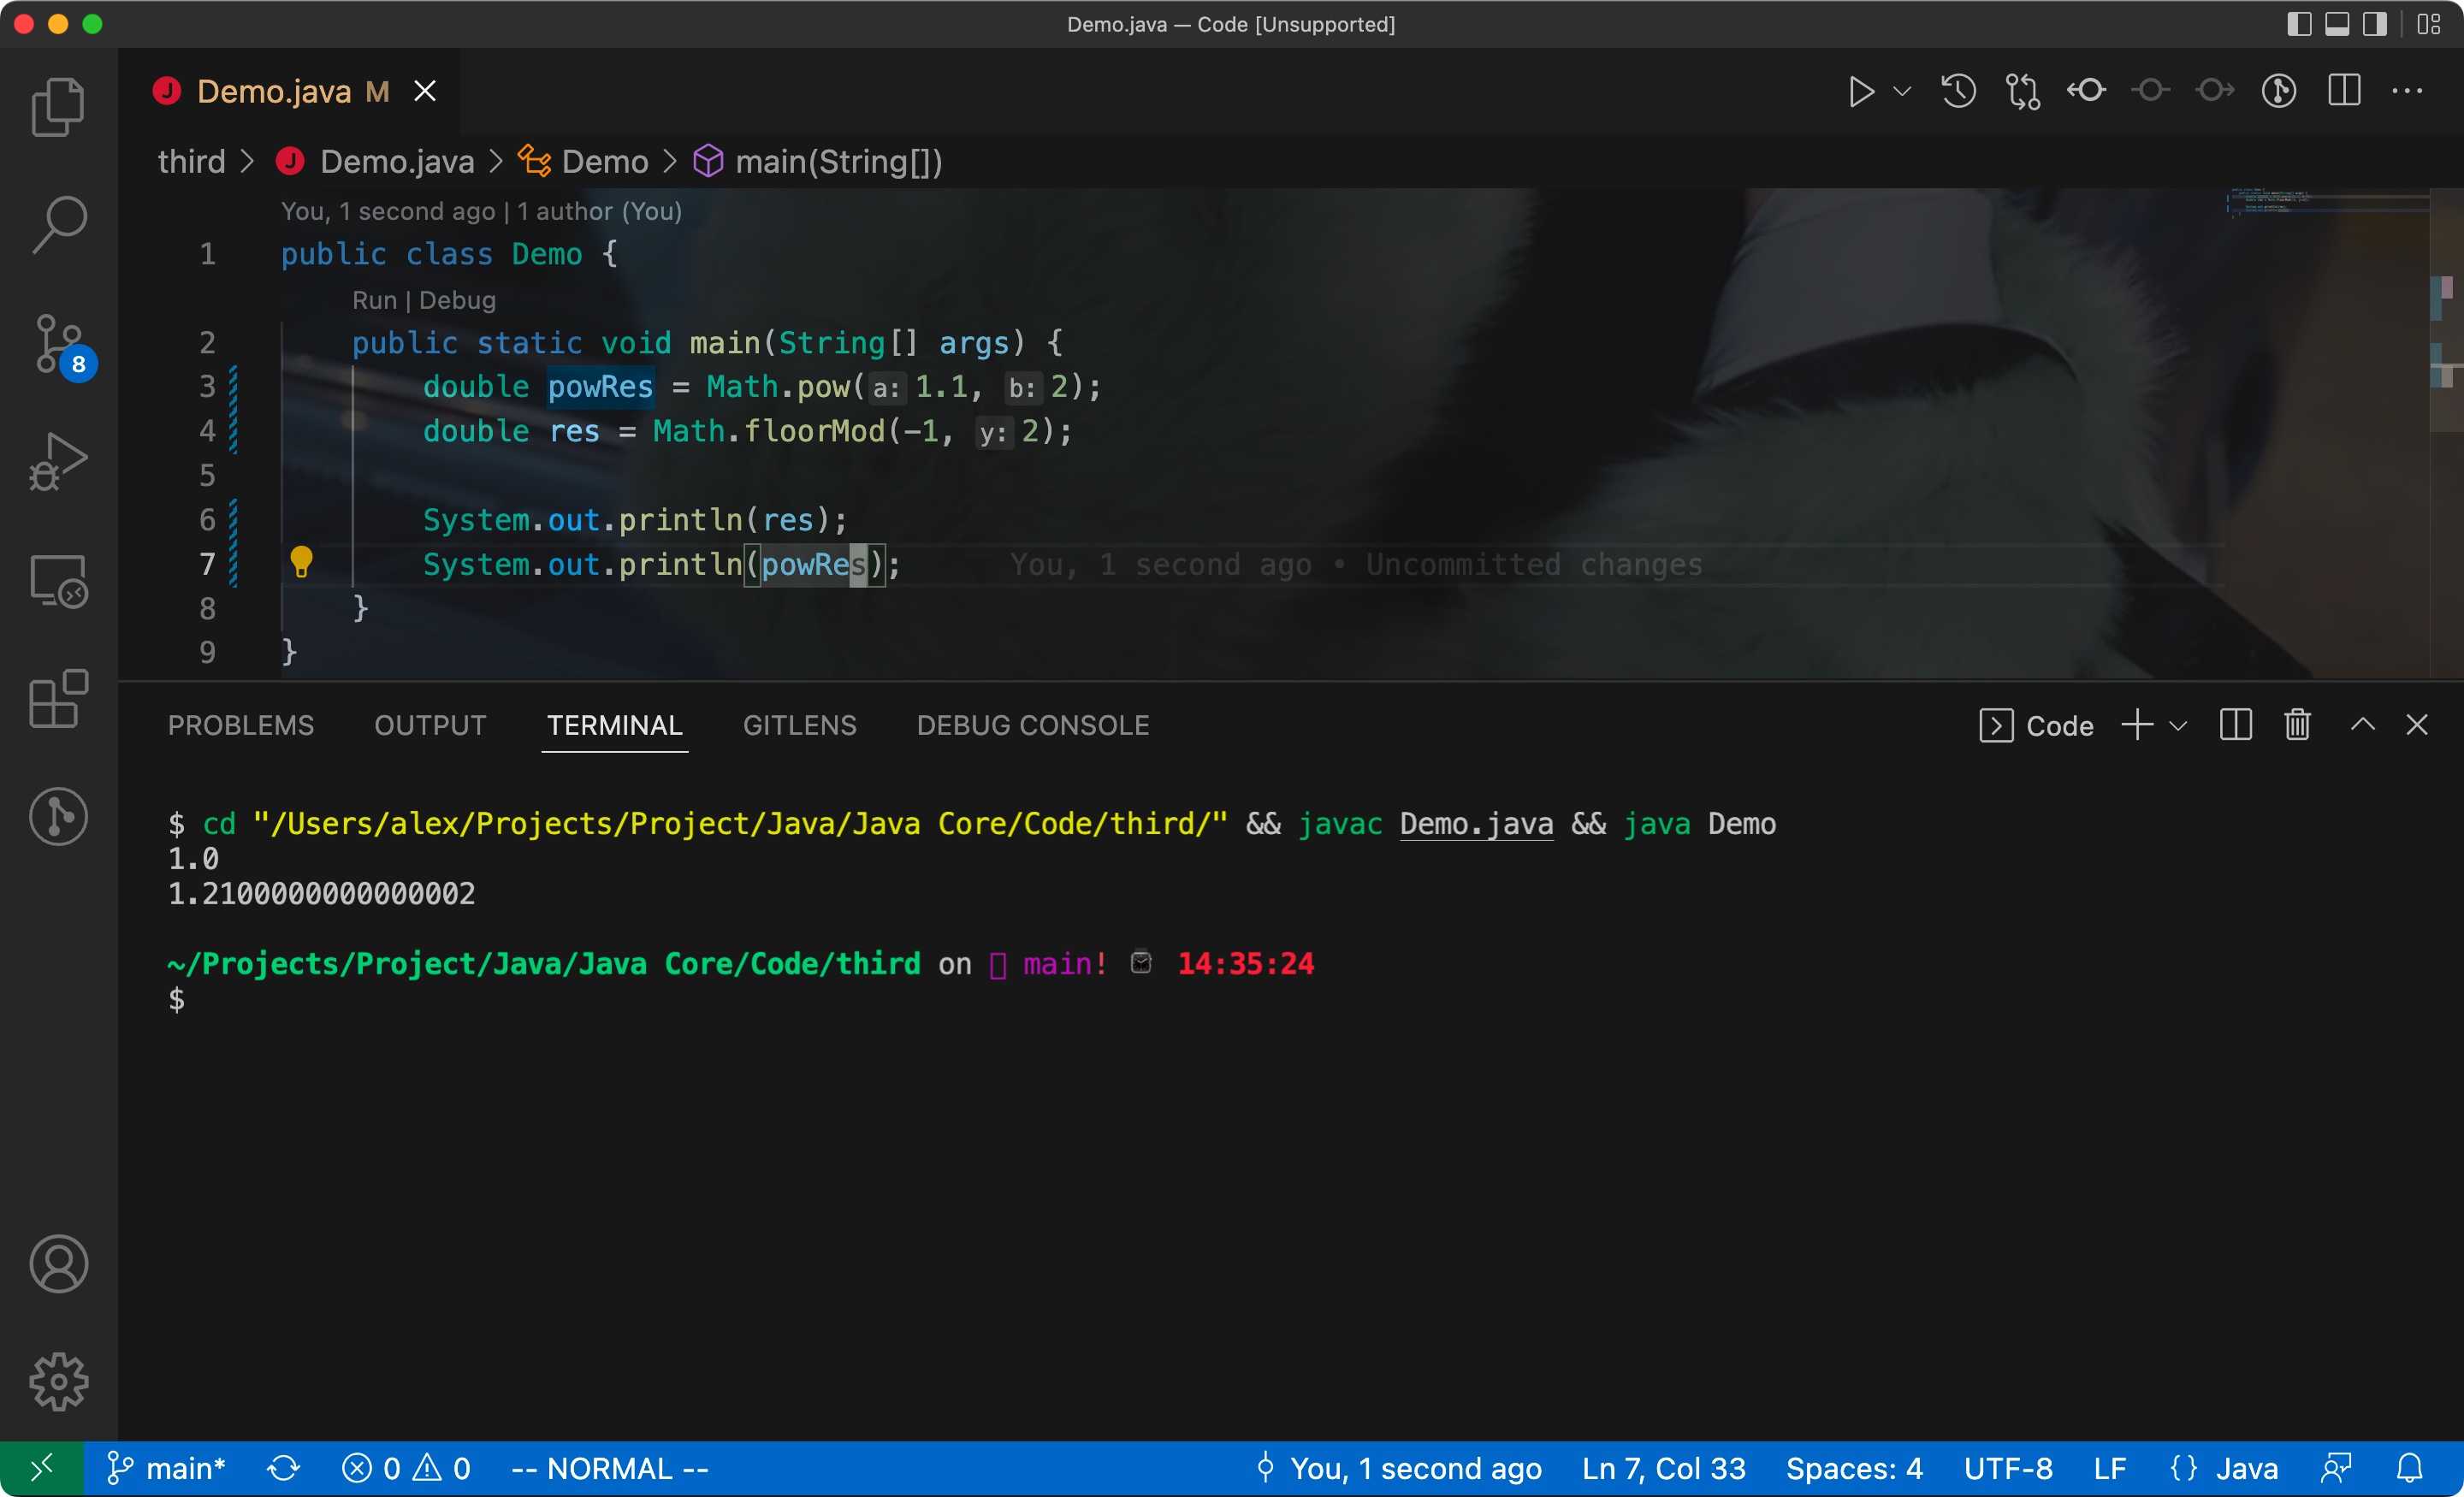 Demo.java — Code [Unsupported]
Demo.java M
third > Demo.java > Demo > main(String[])
You, 1 second ago | 1 author (You)
1 public class Demo {
Run | Debug
2 public static void main(String[] args) {
3 double powRes = Math.pow(a: 1.1, b: 2);
4 double res = Math.floorMod(-1, y: 2);
5
6 System.out.println(res);
7 System.out.println(powRes); You, 1 second ago • Uncommitted changes
8 }
9 }
8
PROBLEMS OUTPUT TERMINAL GITLENS DEBUG CONSOLE Code
$ cd "/Users/alex/Projects/Project/Java/Java Core/Code/third/" && javac Demo.java && java Demo
1.0
1.2100000000000002
~/Projects/Project/Java/Java Core/Code/third on main! 14:35:24
$
main* 0 0 -- NORMAL -- You, 1 second ago Ln 7, Col 33 Spaces: 4 UTF-8 LF {} Java